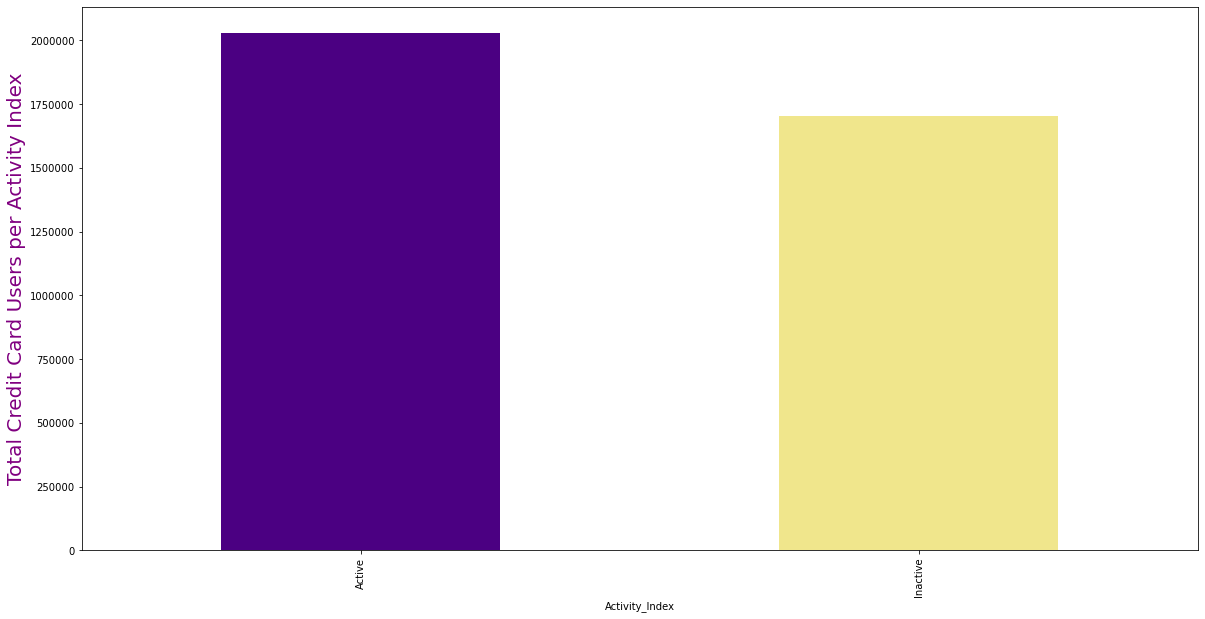 Total Credit Card Users per Activity Index
2000000
1750000
1500000
1250000
1000000
750000
500000
250000
0
Active
Inactive
Activity_Index